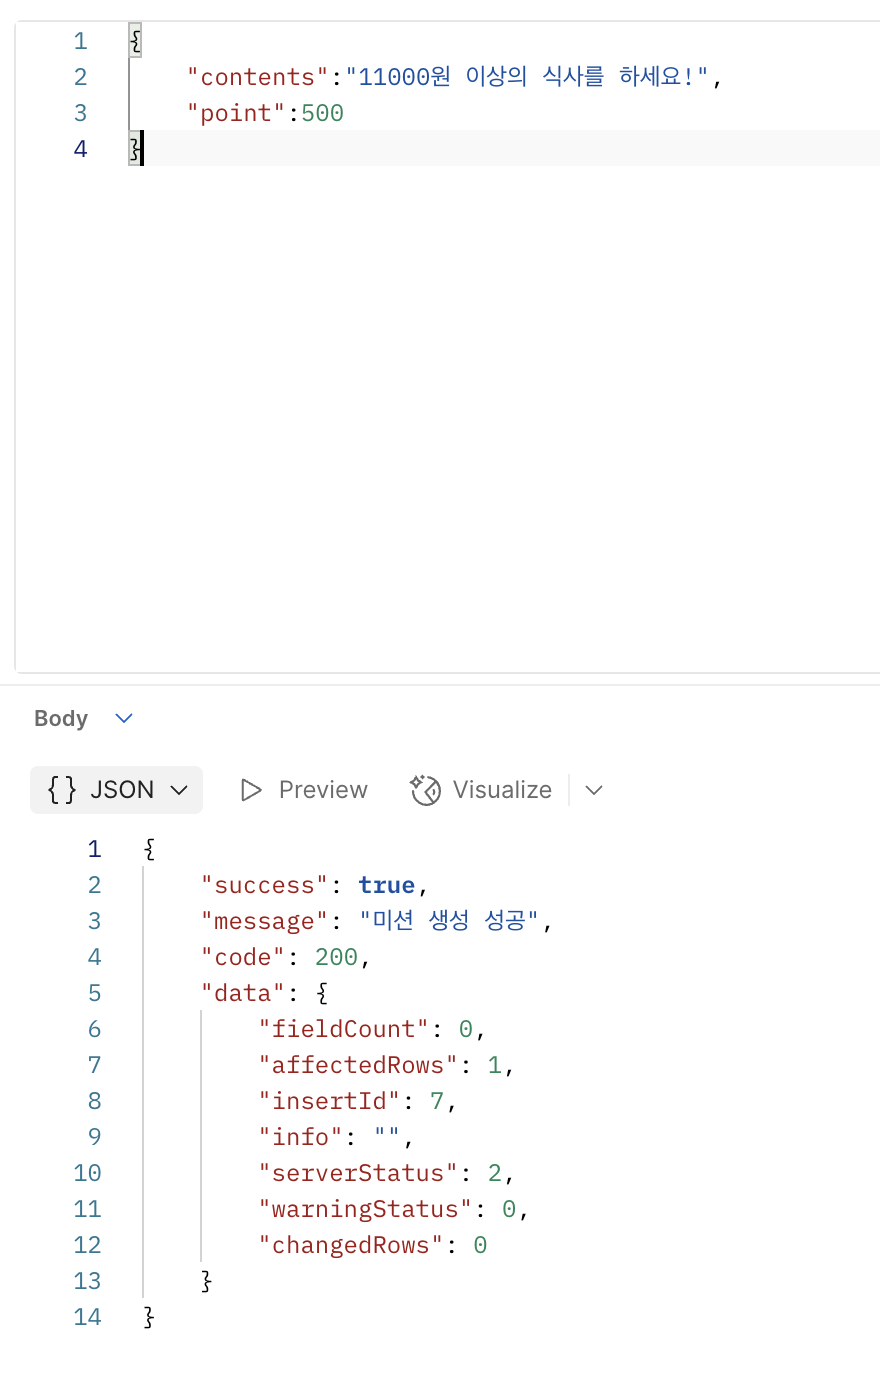 1 {
2 "contents":"11000원 이상의 식사를 하세요!",
3 "point":500
4 }
Body
{} JSON Preview Visualize
1 {
2 "success": true,
3 "message": "미션 생성 성공",
4 "code": 200,
5 "data": {
6 "fieldCount": 0,
7 "affectedRows": 1,
8 "insertId": 7,
9 "info": "",
10 "serverStatus": 2,
11 "warningStatus": 0,
12 "changedRows": 0
13 }
14 }